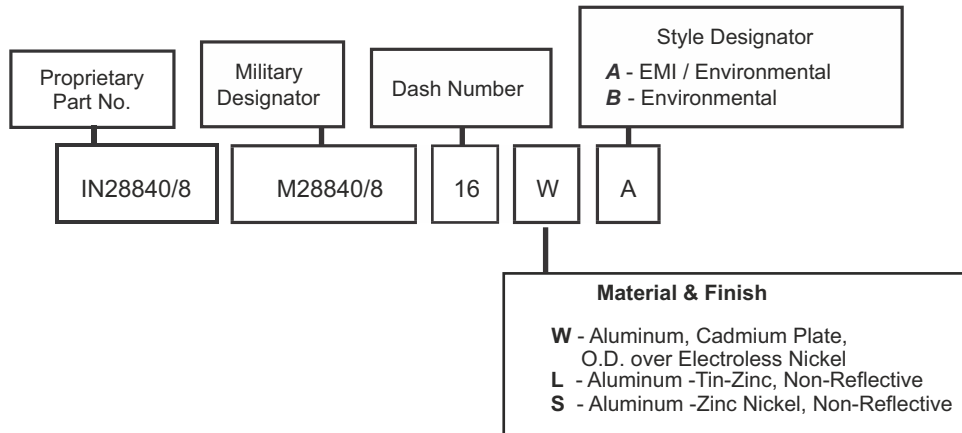 Style Designator
A - EMI / Environmental
B - Environmental
Proprietary
Part No.
Military
Designator
Dash Number
IN28840/8
M28840/8
16
W
A
Material & Finish
W - Aluminum, Cadmium Plate,
O.D. over Electroless Nickel
L - Aluminum -Tin-Zinc, Non-Reflective
S - Aluminum -Zinc Nickel, Non-Reflective